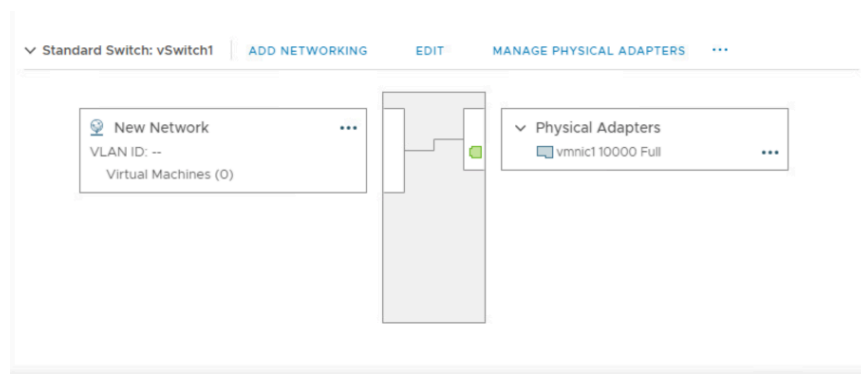 Standard Switch: vSwitch1 ADD NETWORKING EDIT MANAGE PHYSICAL ADAPTERS ...
New Network ...
VLAN ID: --
Virtual Machines (0)
Physical Adapters
vmnic1 10000 Full ...